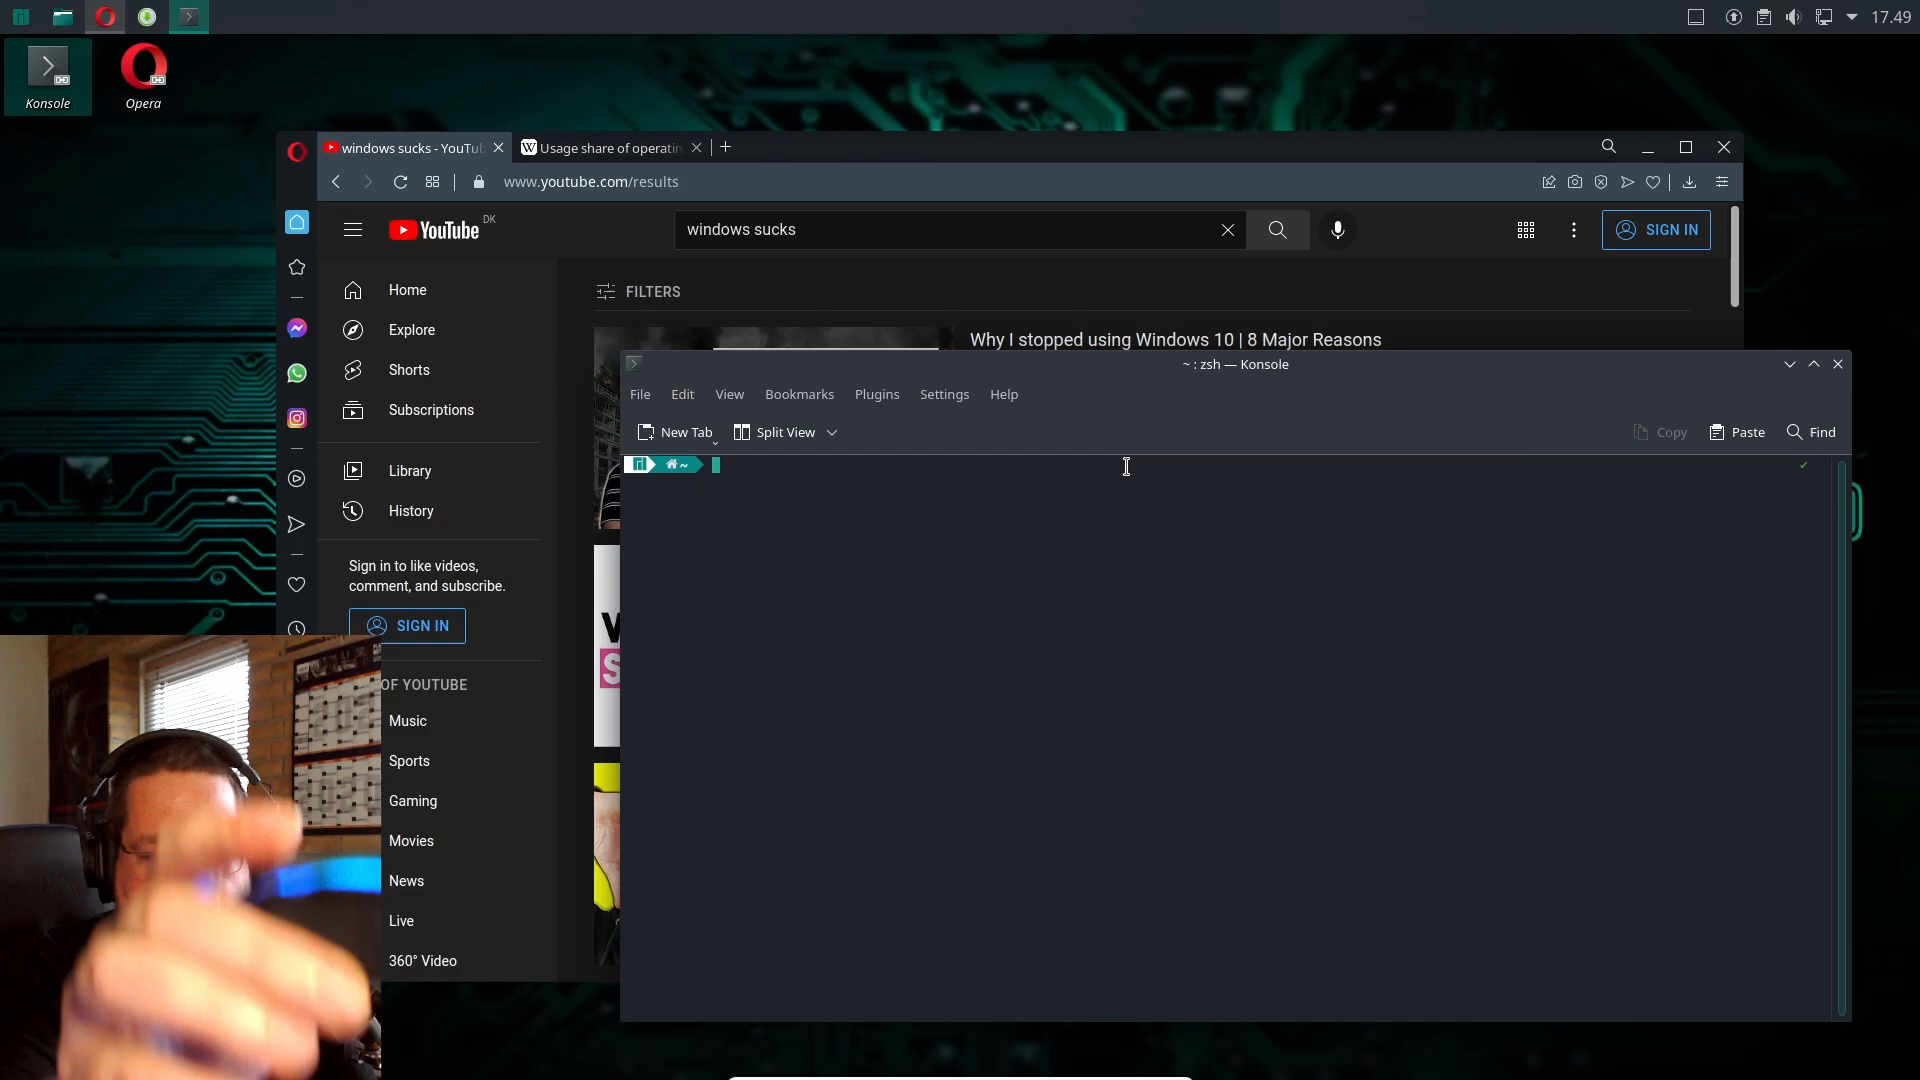 17.49
Konsole
Opera
windows sucks - YouTub
Usage share of operatin
www.youtube.com/results
YouTube DK
windows sucks
SIGN IN
Home
Explore
Shorts
Subscriptions
Library
History
Sign in to like videos,
comment, and subscribe.
SIGN IN
OF YOUTUBE
Music
Sports
Gaming
Movies
News
Live
360° Video
FILTERS
Why I stopped using Windows 10 | 8 Major Reasons
~ : zsh — Konsole
File Edit View Bookmarks Plugins Settings Help
New Tab Split View Copy Paste Find
~